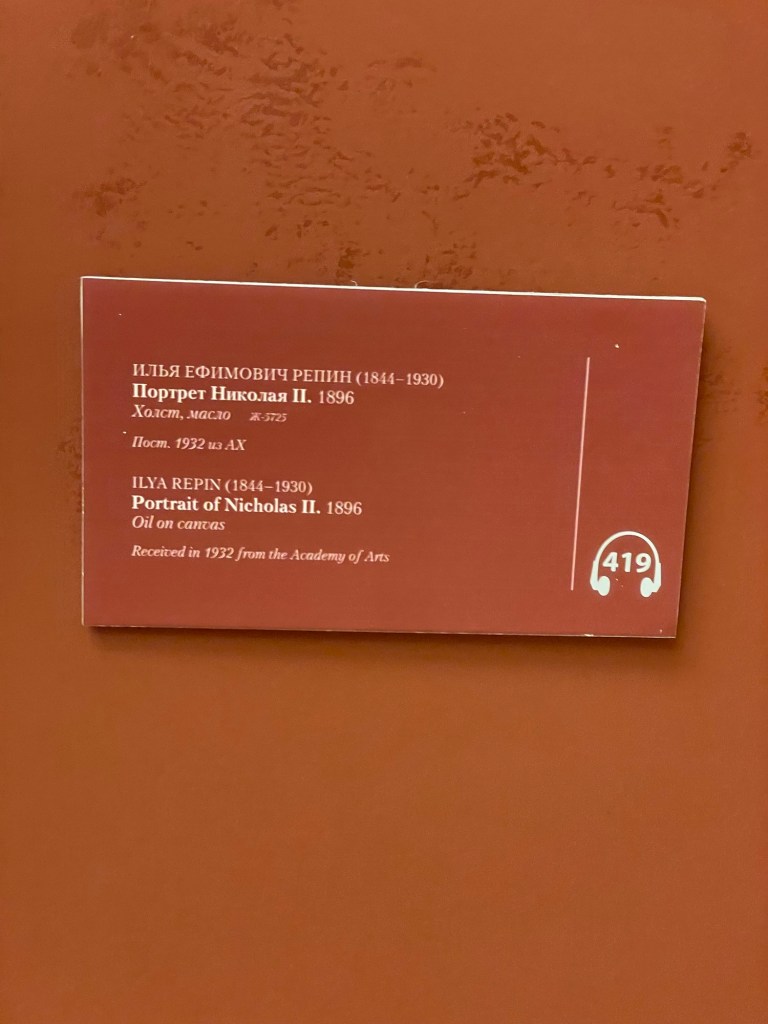 ИЛЬЯ ЕФИМОВИЧ РЕПИН (1844–1930)
Портрет Николая II. 1896
Холст, масло Ж-5725
Пост. 1932 из АХ
ILYA REPIN (1844–1930)
Portrait of Nicholas II. 1896
Oil on canvas
Received in 1932 from the Academy of Arts
419